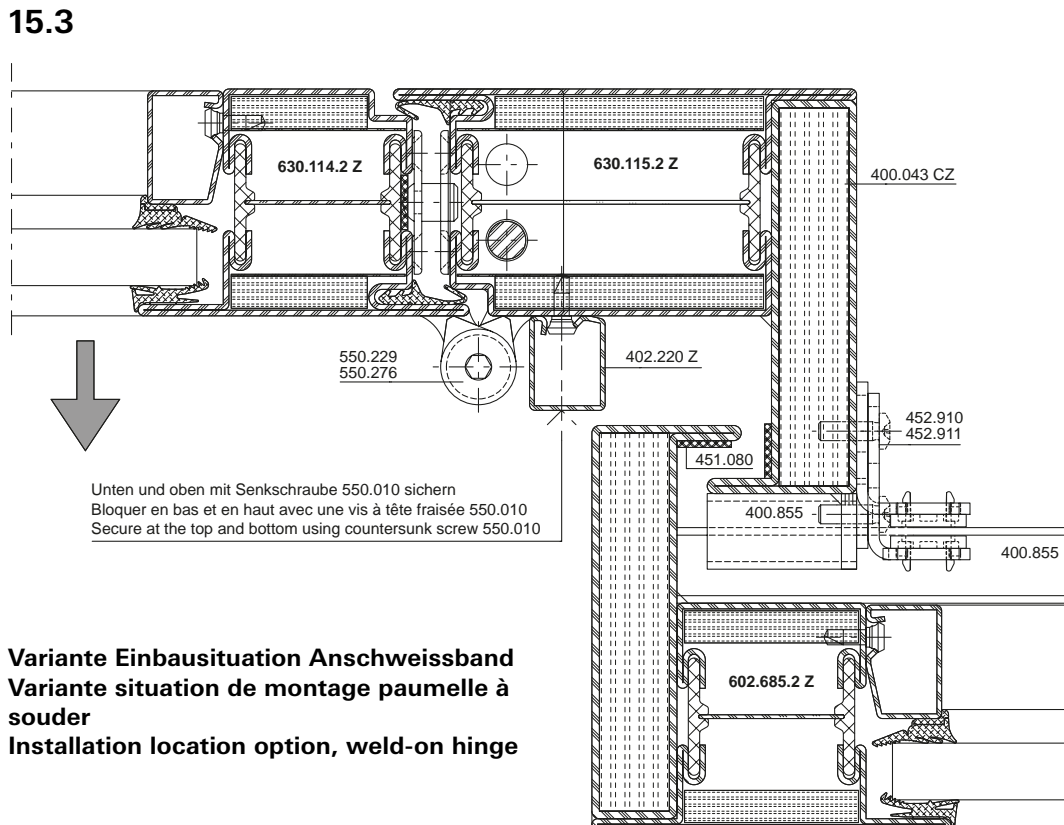 15.3
630.114.2 Z
630.115.2 Z
400.043 CZ
550.229
550.276
402.220 Z
452.910
452.911
451.080
Unten und oben mit Senkschraube 550.010 sichern
Bloquer en bas et en haut avec une vis à tête fraisée 550.010
Secure at the top and bottom using countersunk screw 550.010
400.855
400.855
Variante Einbausituation Anschweissband
Variante situation de montage paumelle à
souder
Installation location option, weld-on hinge
602.685.2 Z